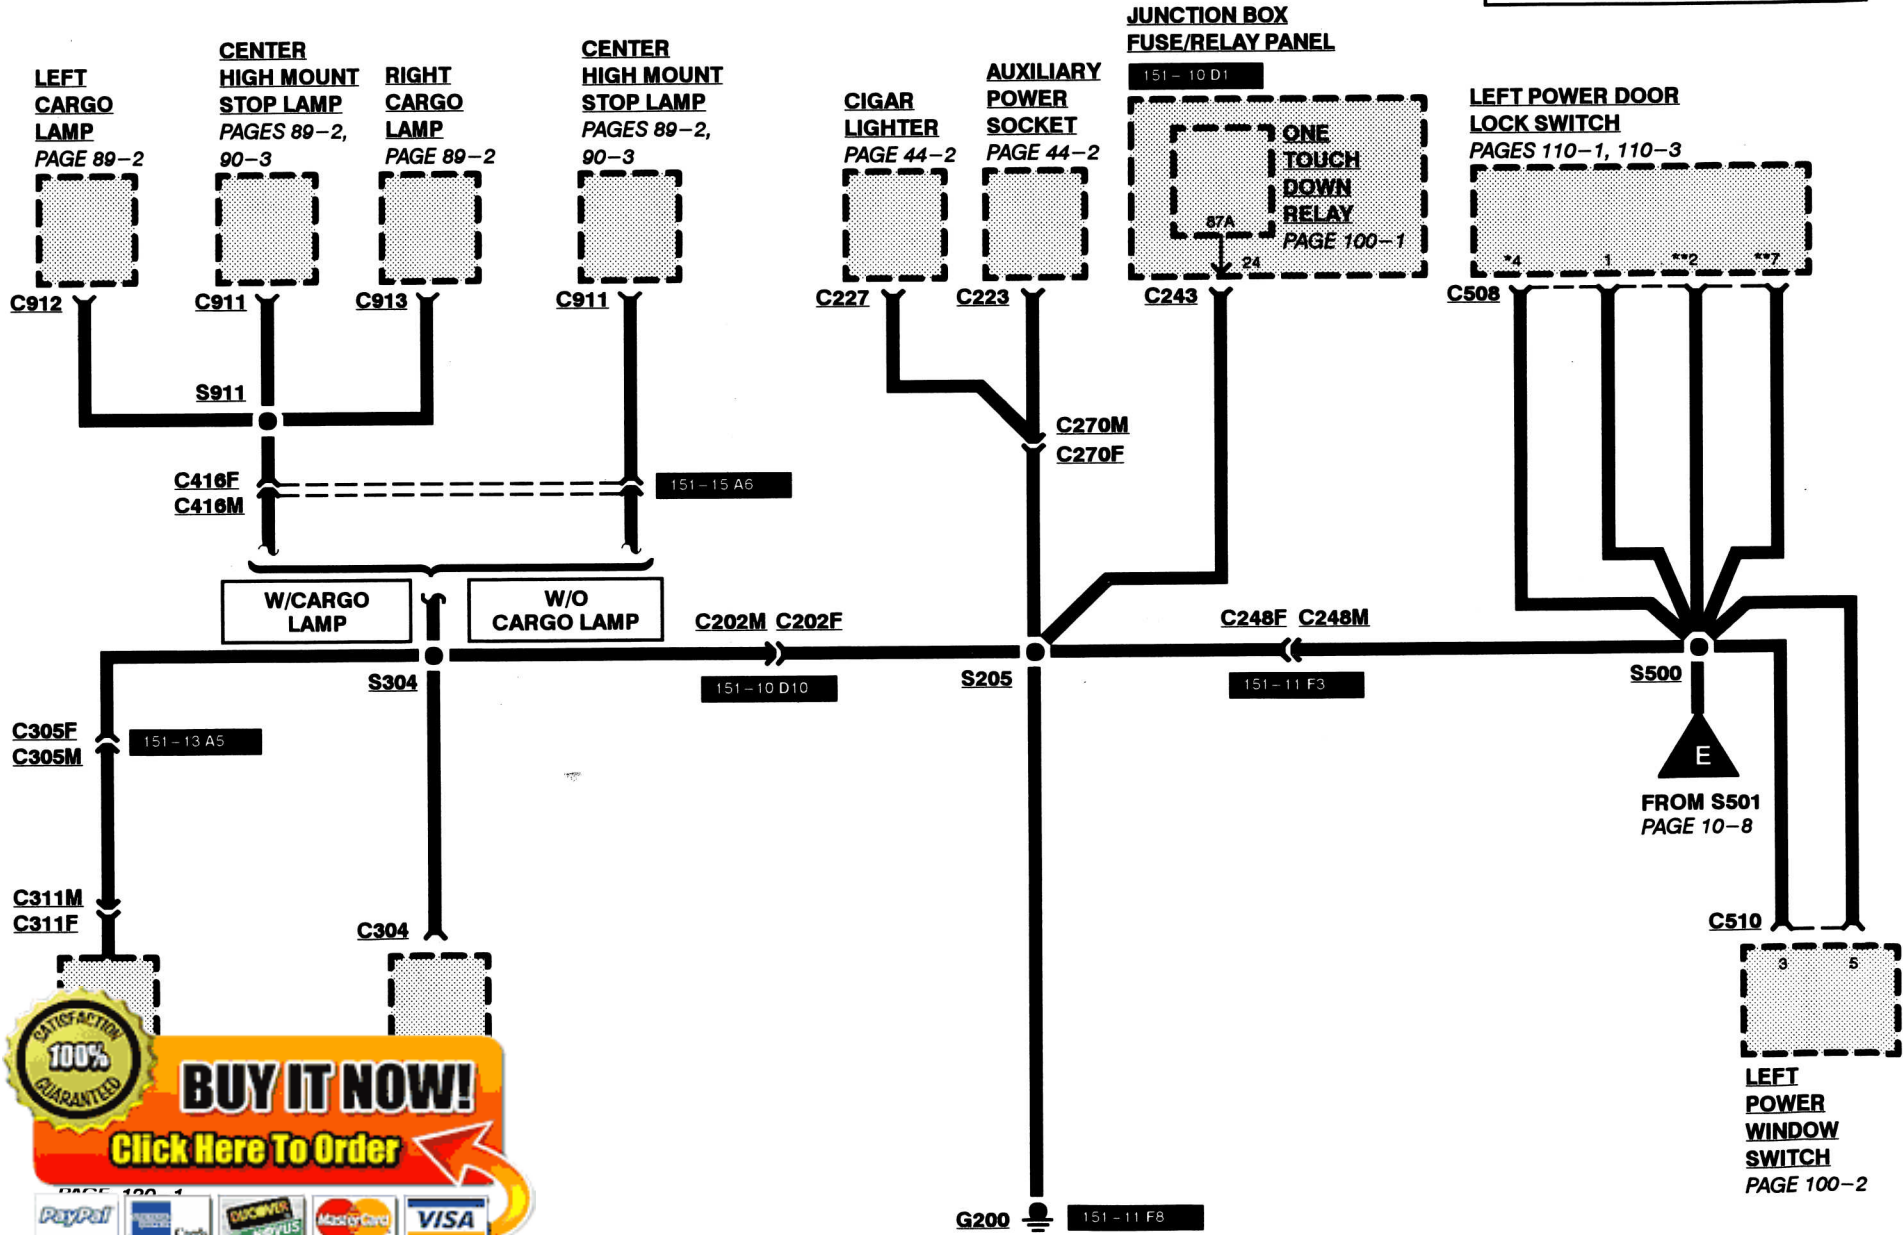 LEFT
CARGO
LAMP
PAGE 89-2
CENTER
HIGH MOUNT
STOP LAMP
PAGES 89-2,
90-3
RIGHT
CARGO
LAMP
PAGE 89-2
CENTER
HIGH MOUNT
STOP LAMP
PAGES 89-2,
90-3
CIGAR
LIGHTER
PAGE 44-2
AUXILIARY
POWER
SOCKET
PAGE 44-2
JUNCTION BOX
FUSE/RELAY PANEL
151-10 D1
ONE
TOUCH
DOWN
RELAY
PAGE 100-1
87A
24
LEFT POWER DOOR
LOCK SWITCH
PAGES 110-1, 110-3
*4 1 **2 **7
C912
C911
C913
C911
C227
C223
C243
C508
S911
C416F
C416M
151-15 A6
C270M
C270F
W/CARGO
LAMP
W/O
CARGO LAMP
C202M C202F
C248F C248M
S304
151-10 D10
S205
151-11 F3
S500
C305F
C305M
151-13 A5
E
FROM S501
PAGE 10-8
C311M
C311F
C304
C510
3 5
LEFT
POWER
WINDOW
SWITCH
PAGE 100-2
SATISFACTION
100%
GUARANTEED
BUY IT NOW!
Click Here To Order
PAGE 120-1
PayPal
DISCOVER
MasterCard
VISA
G200
151-11 F8